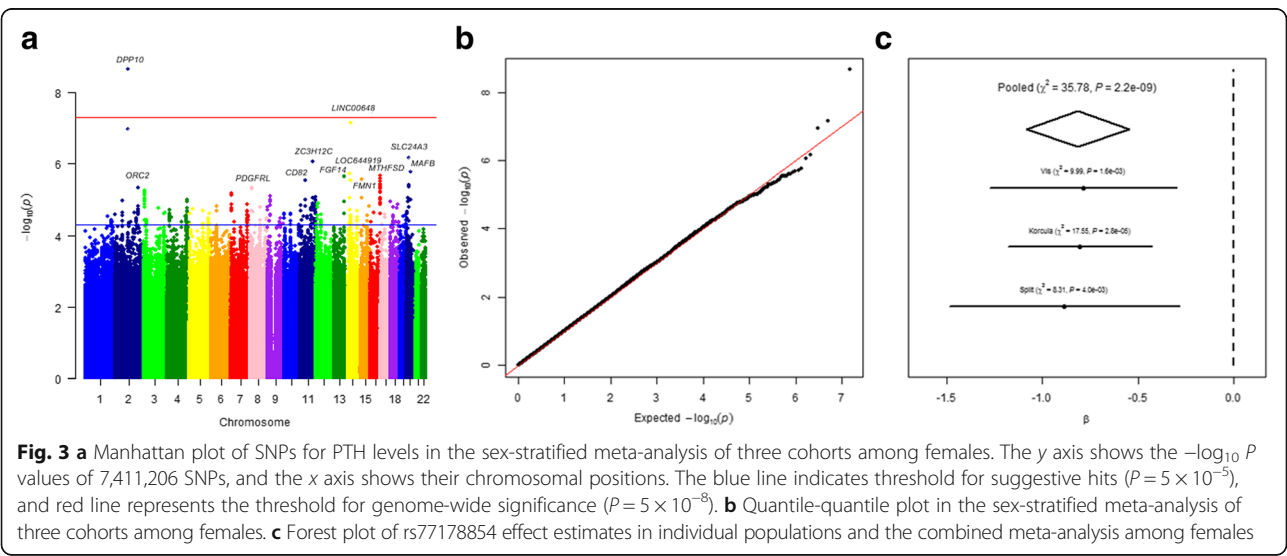 a
DPP10
LINC00648
ZC3H12C
SLC24A3
LOC644919
MAFB
FGF14
MTHFSD
CD82
ORC2
PDGFRL
FMN1
8
6
4
2
0
−log10(p)
1 2 3 4 5 6 7 8 9 11 13 15 18 22
Chromosome
b
8
6
4
2
0
Observed −log10(p)
0 1 2 3 4 5 6 7
Expected −log10(p)
c
Pooled (χ² = 35.78, P = 2.2e-09)
Vis (χ² = 9.99, P = 1.6e-03)
Korcula (χ² = 17.55, P = 2.8e-05)
Split (χ² = 8.31, P = 4.0e-03)
-1.5 -1.0 -0.5 0.0
β
Fig. 3 a Manhattan plot of SNPs for PTH levels in the sex-stratified meta-analysis of three cohorts among females. The y axis shows the −log10 P
values of 7,411,206 SNPs, and the x axis shows their chromosomal positions. The blue line indicates threshold for suggestive hits (P = 5 × 10⁻⁵),
and red line represents the threshold for genome-wide significance (P = 5 × 10⁻⁸). b Quantile-quantile plot in the sex-stratified meta-analysis of
three cohorts among females. c Forest plot of rs77178854 effect estimates in individual populations and the combined meta-analysis among females